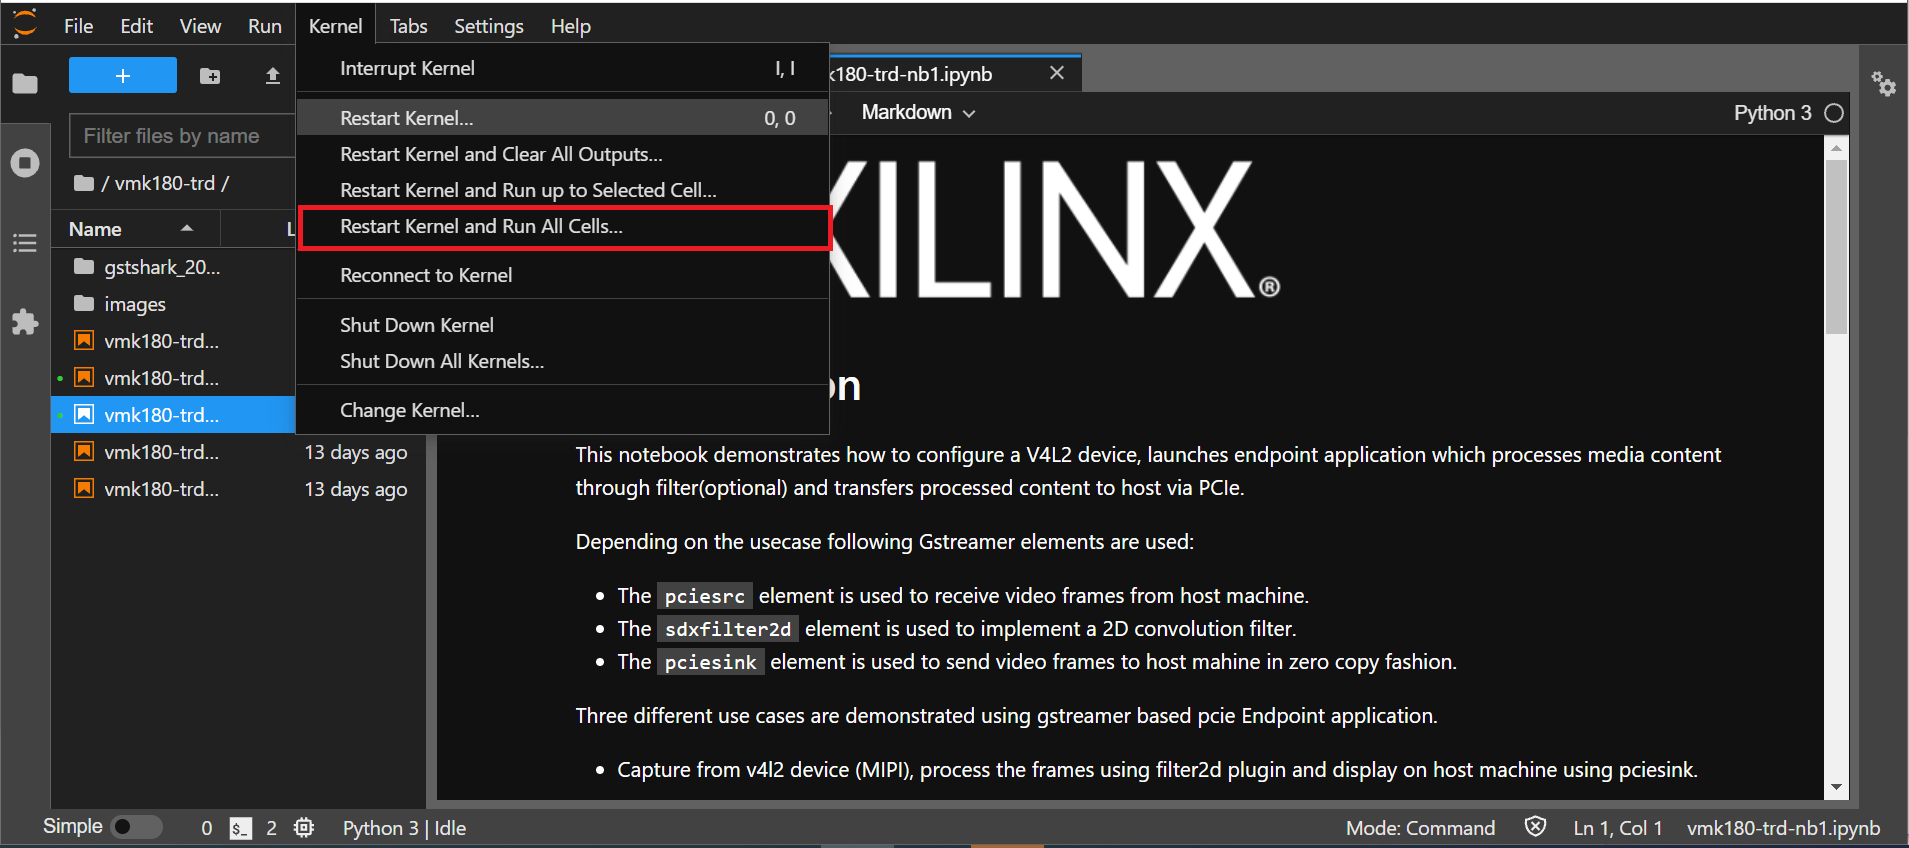 File Edit View Run Kernel Tabs Settings Help
+
Filter files by name
/ vmk180-trd /
Name L
gstshark_20...
images
vmk180-trd...
vmk180-trd...
vmk180-trd...
vmk180-trd... 13 days ago
vmk180-trd... 13 days ago
Interrupt Kernel I, I
Restart Kernel... 0, 0
Restart Kernel and Clear All Outputs...
Restart Kernel and Run up to Selected Cell...
Restart Kernel and Run All Cells...
Reconnect to Kernel
Shut Down Kernel
Shut Down All Kernels...
Change Kernel...
k180-trd-nb1.ipynb
Markdown Python 3
XILINX®
on
This notebook demonstrates how to configure a V4L2 device, launches endpoint application which processes media content
through filter(optional) and transfers processed content to host via PCIe.
Depending on the usecase following Gstreamer elements are used:
• The pciesrc element is used to receive video frames from host machine.
• The sdxfilter2d element is used to implement a 2D convolution filter.
• The pciesink element is used to send video frames to host mahine in zero copy fashion.
Three different use cases are demonstrated using gstreamer based pcie Endpoint application.
• Capture from v4l2 device (MIPI), process the frames using filter2d plugin and display on host machine using pciesink.
Simple 0 $_ 2 Python 3 | Idle Mode: Command Ln 1, Col 1 vmk180-trd-nb1.ipynb